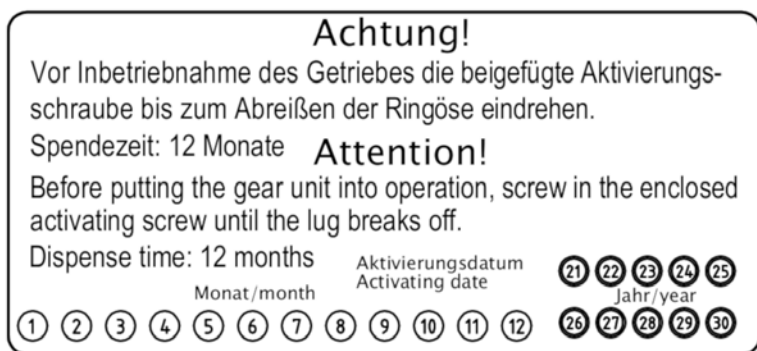 Achtung!
Vor Inbetriebnahme des Getriebes die beigefügte Aktivierungs-
schraube bis zum Abreißen der Ringöse eindrehen.
Spendezeit: 12 Monate
Attention!
Before putting the gear unit into operation, screw in the enclosed
activating screw until the lug breaks off.
Dispense time: 12 months
Aktivierungsdatum
Activating date
Monat/month
1 2 3 4 5 6 7 8 9 10 11 12
21 22 23 24 25
Jahr/year
26 27 28 29 30